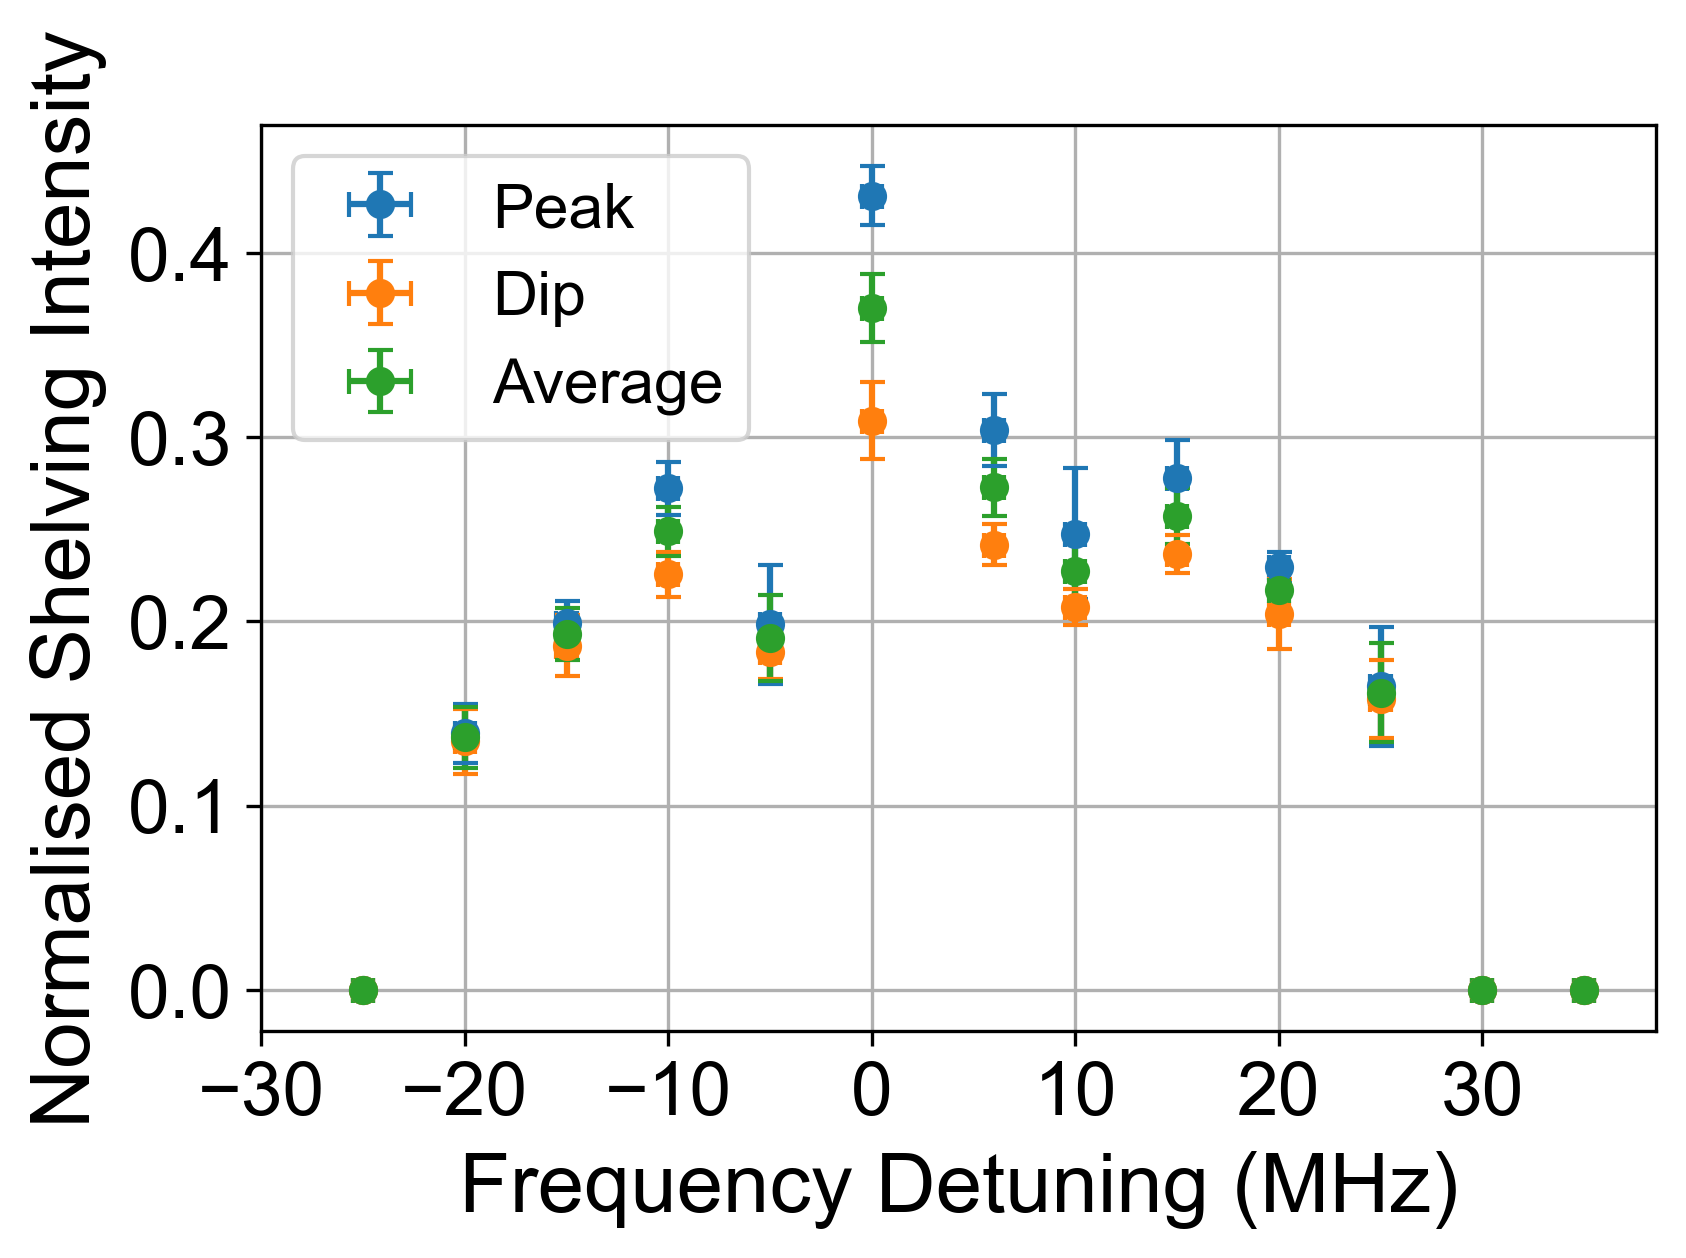 Normalised Shelving Intensity
0.4
0.3
0.2
0.1
0.0
Peak
Dip
Average
−30 −20 −10 0 10 20 30
Frequency Detuning (MHz)